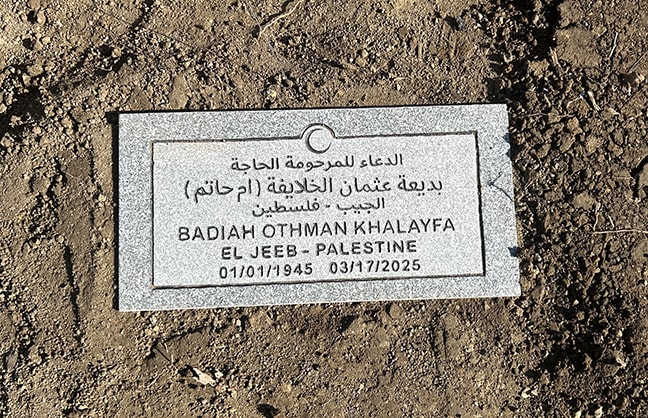 الدعاء للمرحومة الحاجة
بديعة عثمان الخلايفة (ام حاتم)
الجيب - فلسطين
BADIAH OTHMAN KHALAYFA
EL JEEB - PALESTINE
01/01/1945 03/17/2025